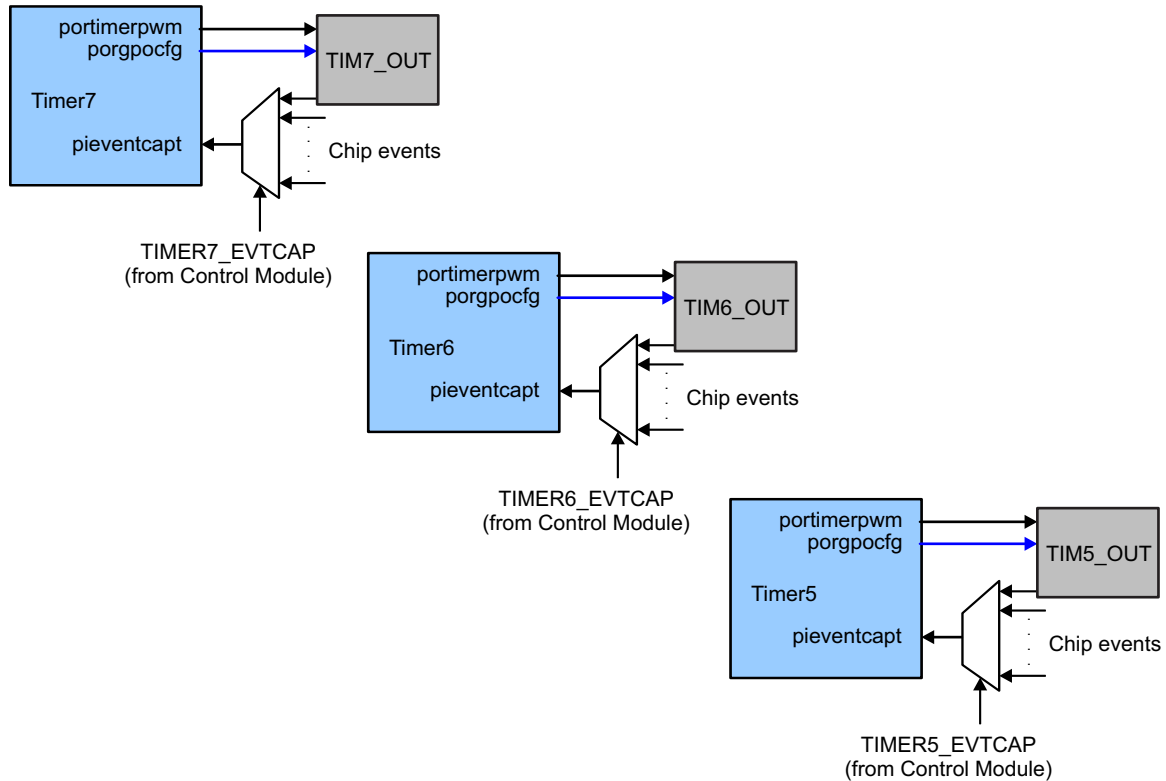 portimerpwm
porgpocfg
TIM7_OUT
Timer7
pieventcapt
Chip events
TIMER7_EVTCAP
(from Control Module)
portimerpwm
porgpocfg
TIM6_OUT
Timer6
pieventcapt
Chip events
TIMER6_EVTCAP
(from Control Module)
portimerpwm
porgpocfg
TIM5_OUT
Timer5
pieventcapt
Chip events
TIMER5_EVTCAP
(from Control Module)